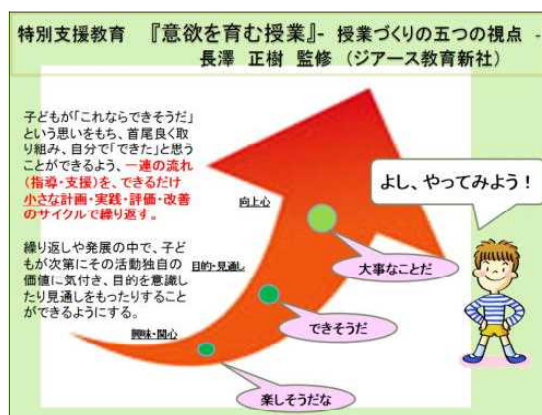 特別支援教育　『意欲を育む授業』- 授業づくりの五つの視点 -
長澤 正樹 監修 （ジアース教育新社）
子どもが「これならできそうだ」
という思いをもち、首尾良く取
り組み、自分で「できた」と思う
ことができるよう、一連の流れ
（指導・支援）を、できるだけ
小さな計画・実践・評価・改善
のサイクルで繰り返す。
繰り返しや発展の中で、子ど
もが次第にその活動独自の
価値に気付き、目的を意識し
たり見通しをもったりすること
ができるようにする。
向上心
目的・見通し
興味・関心
よし、やってみよう！
大事なことだ
できそうだ
楽しそうだな